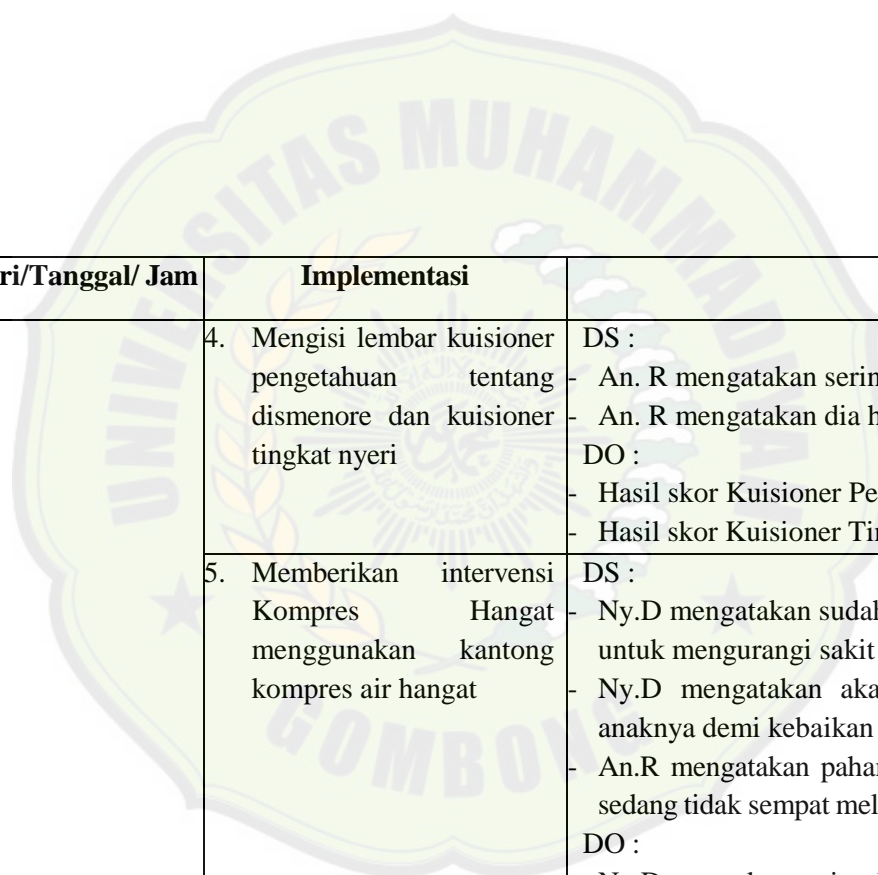 UNIVERSITAS MUHAMMADIYAH
GOMBONG
ri/Tanggal/ Jam
Implementasi
4. Mengisi lembar kuisioner
pengetahuan tentang
dismenore dan kuisioner
tingkat nyeri
DS :
- An. R mengatakan serin
- An. R mengatakan dia h
DO :
- Hasil skor Kuisioner Pe
- Hasil skor Kuisioner Ti
5. Memberikan intervensi
Kompres Hangat
menggunakan kantong
kompres air hangat
DS :
- Ny.D mengatakan sudah
untuk mengurangi sakit
- Ny.D mengatakan aka
anaknya demi kebaikan
- An.R mengatakan paha
sedang tidak sempat mel
DO :